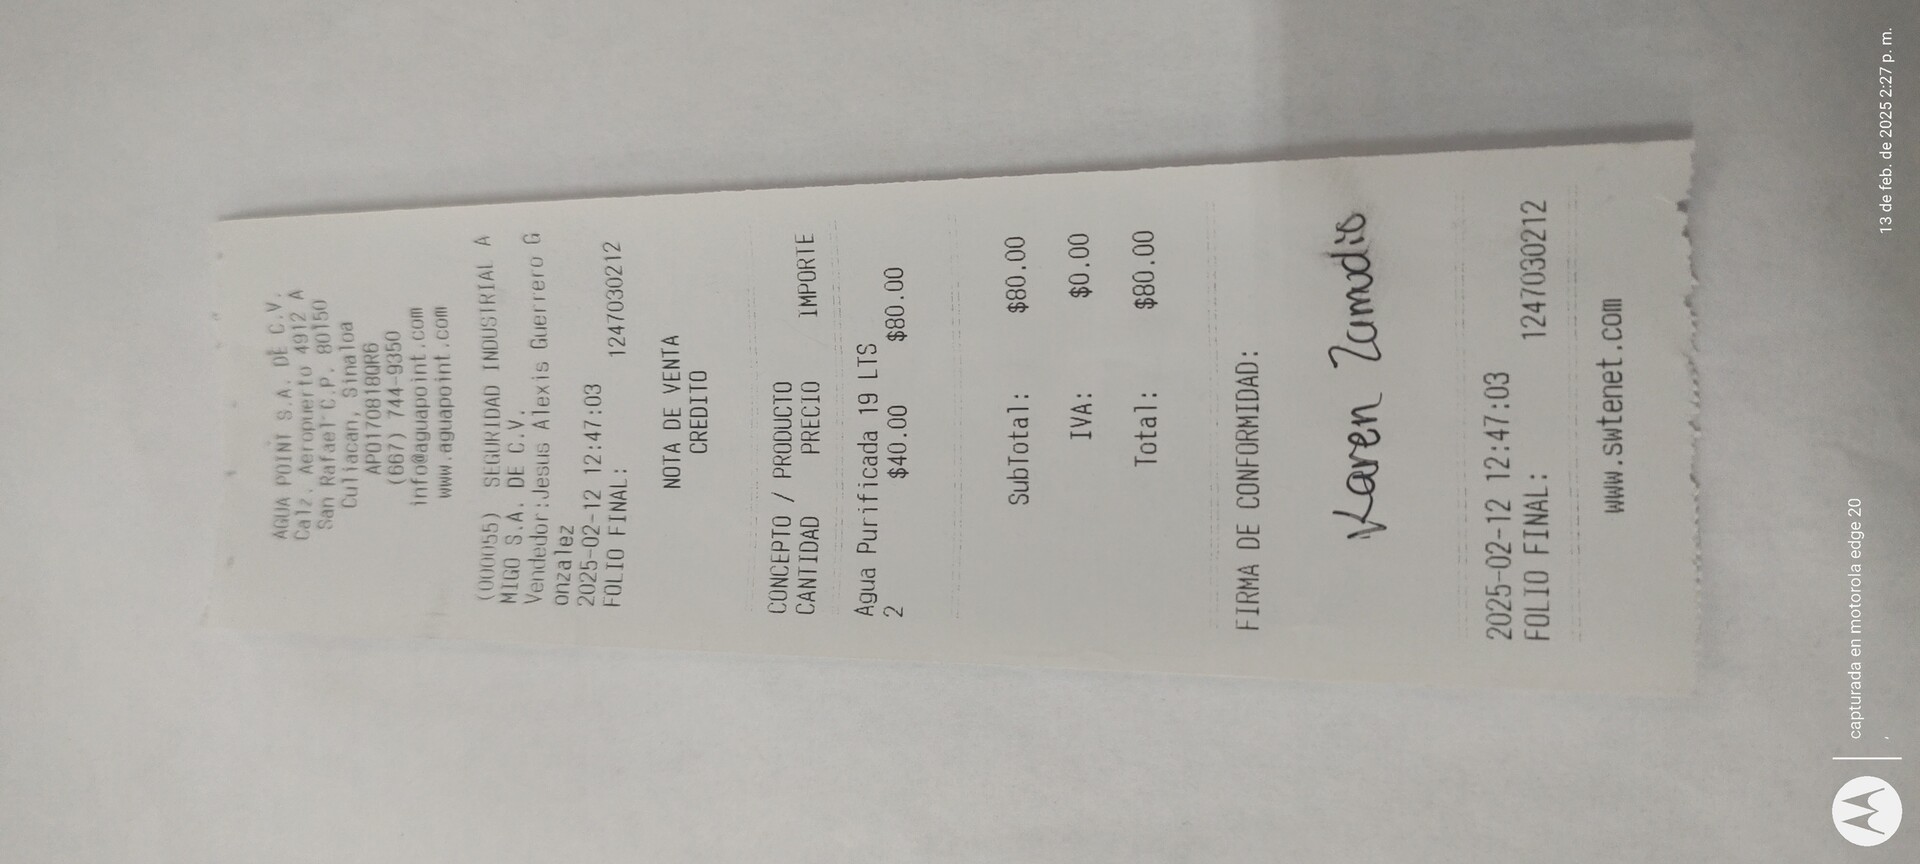 AGUA POINT S.A. DE C.V.
Calz. Aeropuerto 4912 A
San Rafael C.P. 80150
Culiacan, Sinaloa
APO170818QR6
(667) 744-9350
info@aguapoint.com
www.aguapoint.com
(000055) SEGURIDAD INDUSTRIAL A
MIGO S.A. DE C.V.
Vendedor:Jesus Alexis Guerrero G
onzalez
2025-02-12 12:47:03
FOLIO FINAL: 1247030212
NOTA DE VENTA
CREDITO
CONCEPTO / PRODUCTO
CANTIDAD PRECIO IMPORTE
Agua Purificada 19 LTS
2 $40.00 $80.00
SubTotal: $80.00
IVA: $0.00
Total: $80.00
FIRMA DE CONFORMIDAD:
Karen Zamudio
2025-02-12 12:47:03
FOLIO FINAL: 1247030212
www.swtenet.com
capturada en motorola edge 20
13 de feb. de 2025 2:27 p. m.